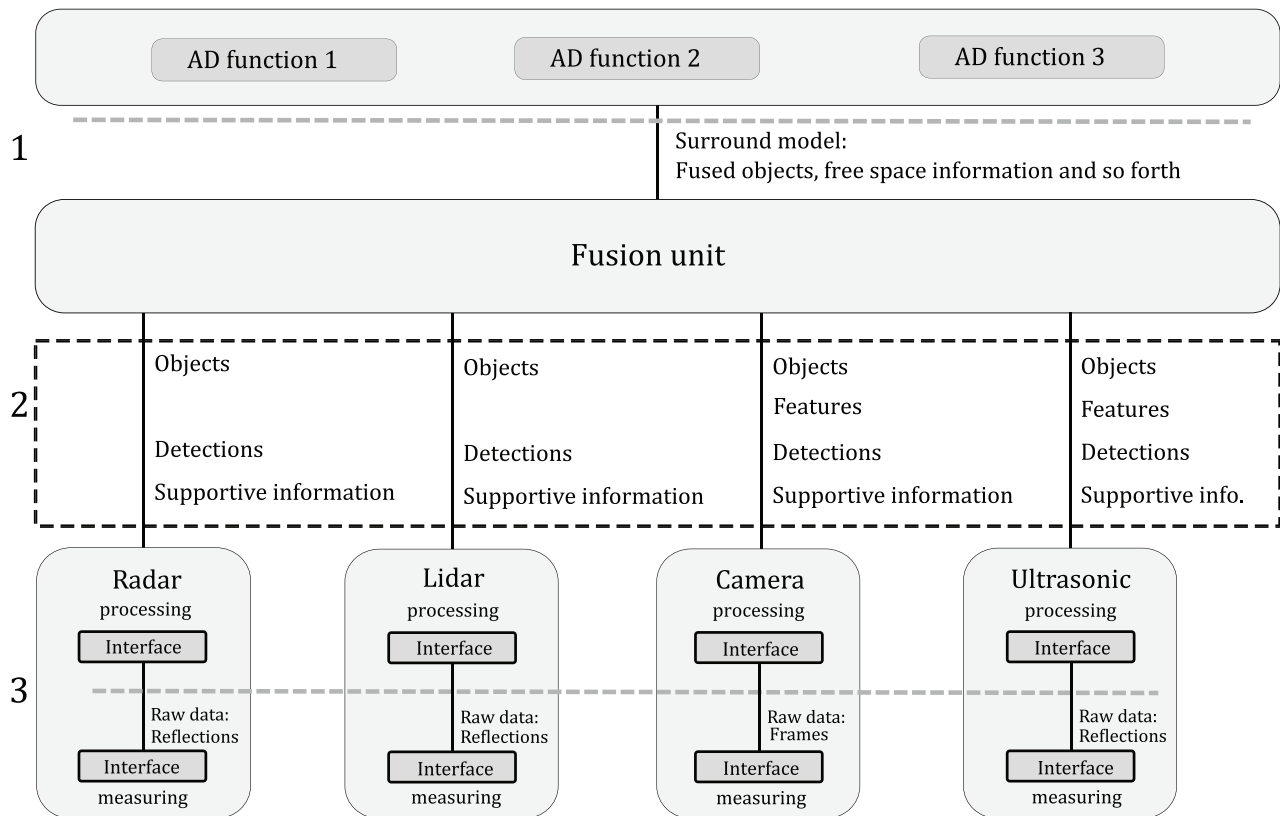 AD function 1
AD function 2
AD function 3
1
Surround model:
Fused objects, free space information and so forth
Fusion unit
2
Objects
Detections
Supportive information
Objects
Detections
Supportive information
Objects
Features
Detections
Supportive information
Objects
Features
Detections
Supportive info.
3
Radar
processing
Interface
Raw data:
Reflections
Interface
measuring
Lidar
processing
Interface
Raw data:
Reflections
Interface
measuring
Camera
processing
Interface
Raw data:
Frames
Interface
measuring
Ultrasonic
processing
Interface
Raw data:
Reflections
Interface
measuring